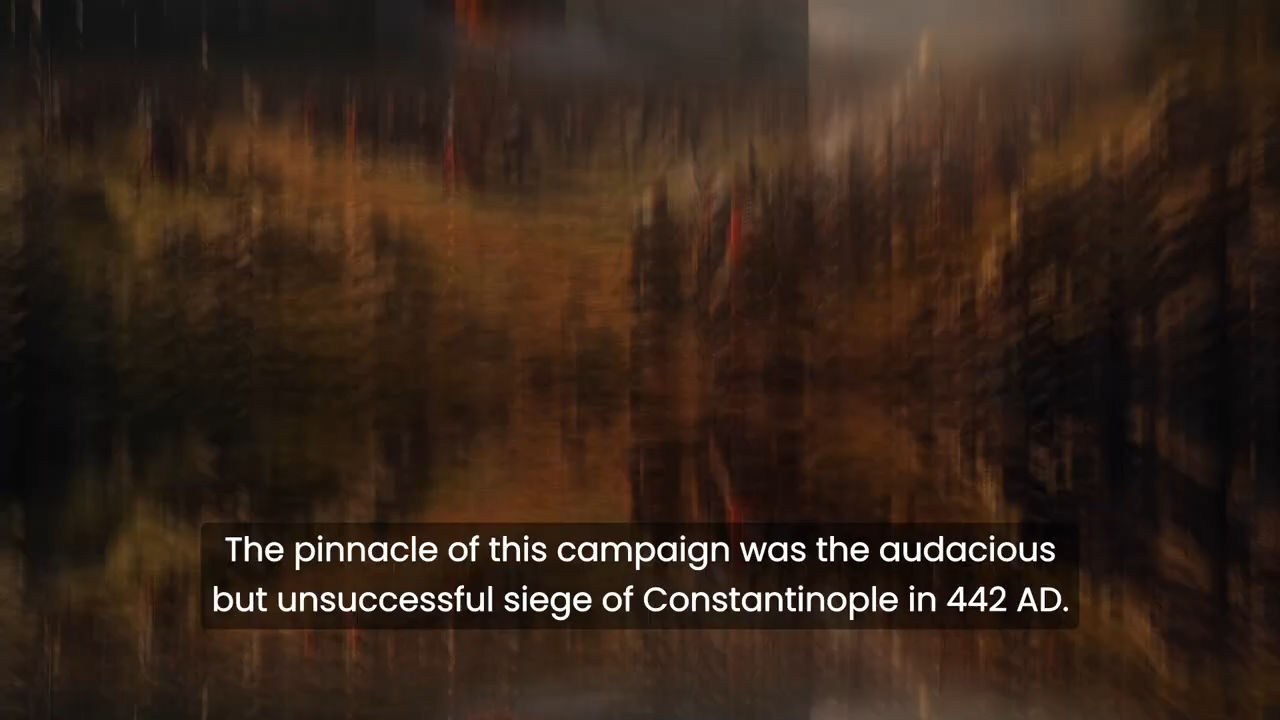 The pinnacle of this campaign was the audacious
but unsuccessful siege of Constantinople in 442 AD.